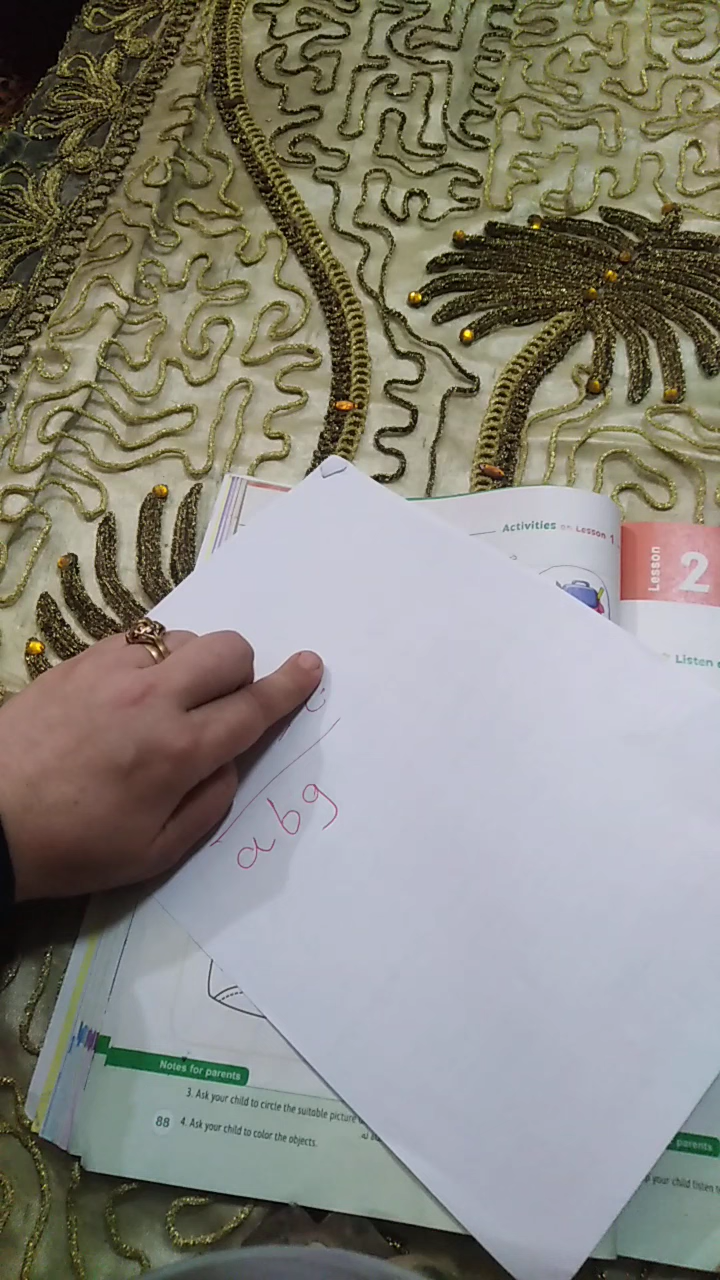 Activities on Lesson 1
Lesson 2
Listen
a b g
Notes for parents
3. Ask your child to circle the suitable picture
88 4. Ask your child to color the objects.
parents
your child listen